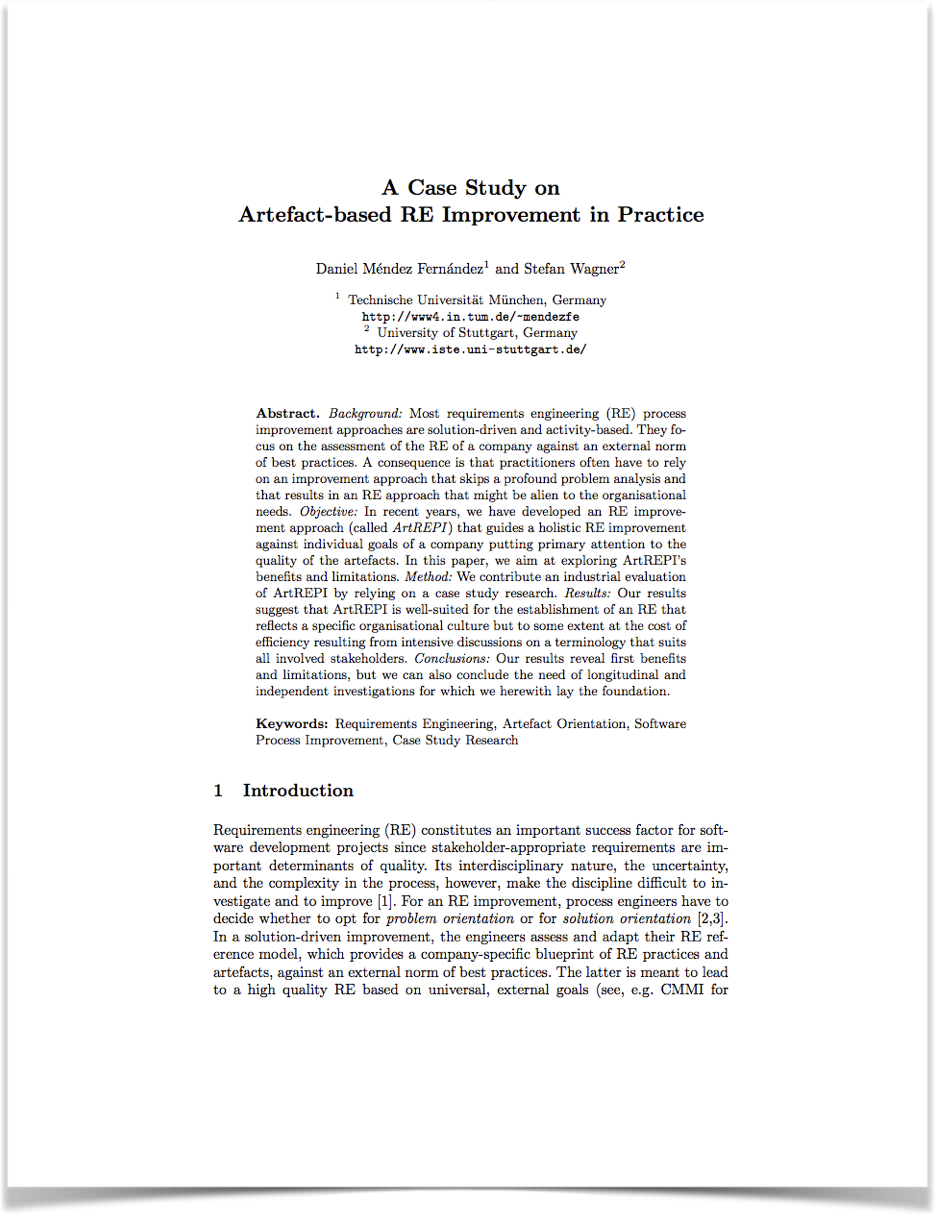 A Case Study on
Artefact-based RE Improvement in Practice
Daniel Méndez Fernández1 and Stefan Wagner2
1 Technische Universität München, Germany
http://www4.in.tum.de/~mendezfe
2 University of Stuttgart, Germany
http://www.iste.uni-stuttgart.de/
Abstract. Background: Most requirements engineering (RE) process
improvement approaches are solution-driven and activity-based. They fo-
cus on the assessment of the RE of a company against an external norm
of best practices. A consequence is that practitioners often have to rely
on an improvement approach that skips a profound problem analysis and
that results in an RE approach that might be alien to the organisational
needs. Objective: In recent years, we have developed an RE improve-
ment approach (called ArtREPI) that guides a holistic RE improvement
against individual goals of a company putting primary attention to the
quality of the artefacts. In this paper, we aim at exploring ArtREPI's
benefits and limitations. Method: We contribute an industrial evaluation
of ArtREPI by relying on a case study research. Results: Our results
suggest that ArtREPI is well-suited for the establishment of an RE that
reflects a specific organisational culture but to some extent at the cost of
efficiency resulting from intensive discussions on a terminology that suits
all involved stakeholders. Conclusions: Our results reveal first benefits
and limitations, but we can also conclude the need of longitudinal and
independent investigations for which we herewith lay the foundation.
Keywords: Requirements Engineering, Artefact Orientation, Software
Process Improvement, Case Study Research
1 Introduction
Requirements engineering (RE) constitutes an important success factor for soft-
ware development projects since stakeholder-appropriate requirements are im-
portant determinants of quality. Its interdisciplinary nature, the uncertainty,
and the complexity in the process, however, make the discipline difficult to in-
vestigate and to improve [1]. For an RE improvement, process engineers have to
decide whether to opt for problem orientation or for solution orientation [2,3].
In a solution-driven improvement, the engineers assess and adapt their RE ref-
erence model, which provides a company-specific blueprint of RE practices and
artefacts, against an external norm of best practices. The latter is meant to lead
to a high quality RE based on universal, external goals (see, e.g. CMMI for